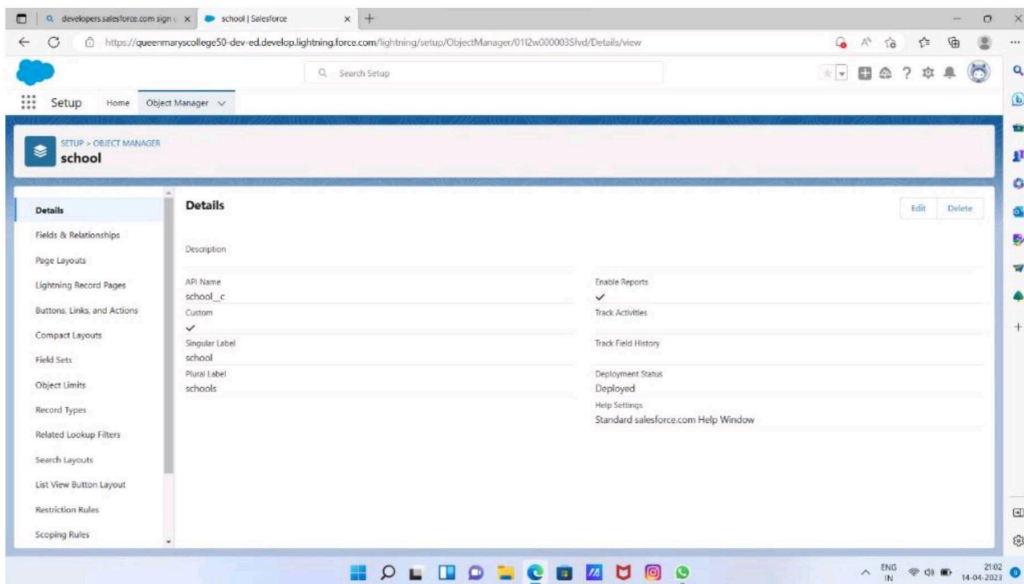 developers.salesforce.com sign
school | Salesforce
https://queenmaryscollege50-dev-ed.develop.lightning.force.com/lightning/setup/ObjectManager/01I2w000003Slvd/Details/view
Search Setup
Setup
Home
Object Manager
SETUP > OBJECT MANAGER
school
Details
Fields & Relationships
Page Layouts
Lightning Record Pages
Buttons, Links, and Actions
Compact Layouts
Field Sets
Object Limits
Record Types
Related Lookup Filters
Search Layouts
List View Button Layout
Restriction Rules
Scoping Rules
Details
Edit
Delete
Description
API Name
school__c
Custom
Singular Label
school
Plural Label
schools
Enable Reports
Track Activities
Track Field History
Deployment Status
Deployed
Help Settings
Standard salesforce.com Help Window
ENG
IN
21:02
14-04-2023